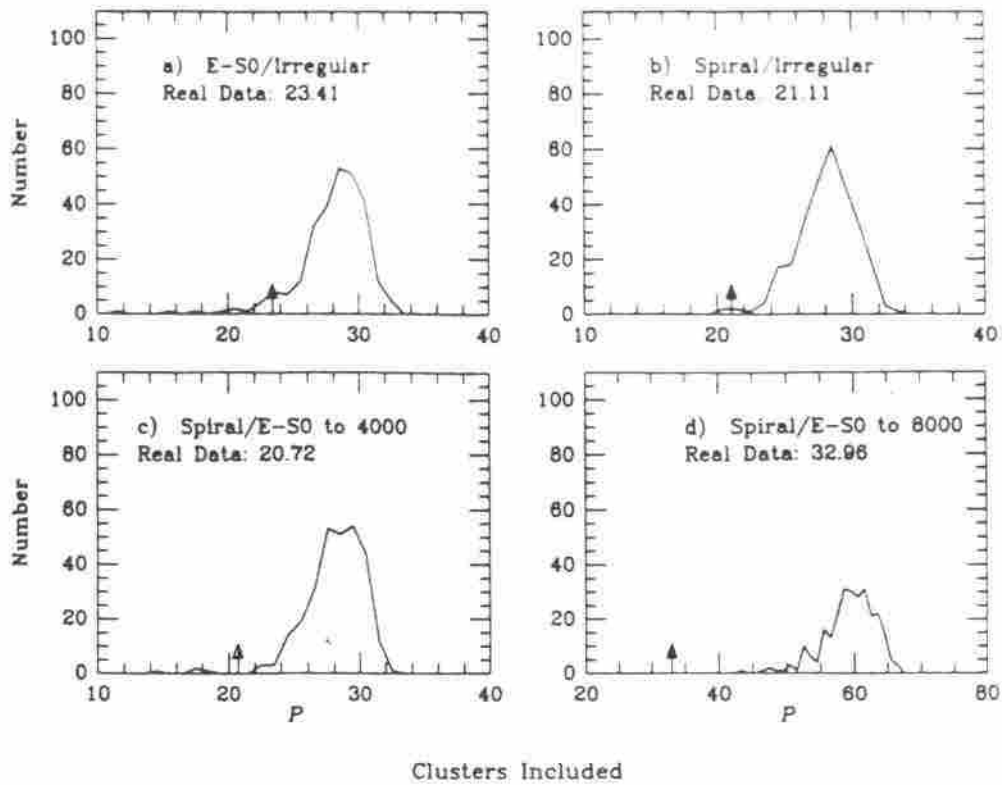 100
80
60
40
20
0
Number
a) E-S0/Irregular
Real Data: 23.41
10 20 30 40
100
80
60
40
20
0
b) Spiral/Irregular
Real Data: 21.11
10 20 30 40
100
80
60
40
20
0
Number
c) Spiral/E-S0 to 4000
Real Data: 20.72
10 20 30 40
P
100
80
60
40
20
0
d) Spiral/E-S0 to 8000
Real Data: 32.96
20 40 60 80
P
Clusters Included